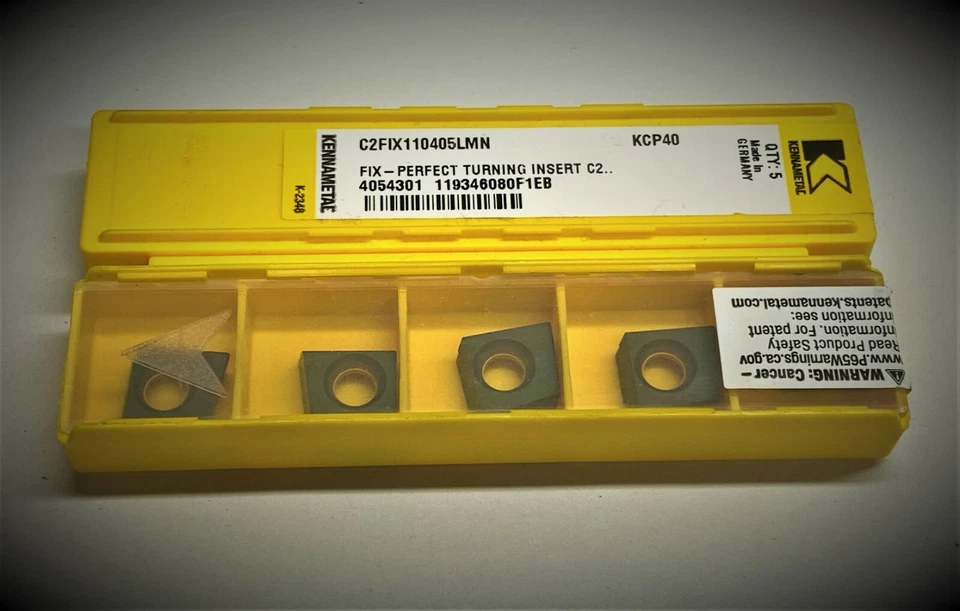 C2FIX110405LMN KCP40
FIX-PERFECT TURNING INSERT C2..
4054301 119346080F1EB
KENNAMETAL
K-2348
QTY: 5
Made In
GERMANY
KENNAMETAL
WARNING: Cancer -
www.P65Warnings.ca.gov
Read Product Safety
Information. For patent
information see:
patents.kennametal.com